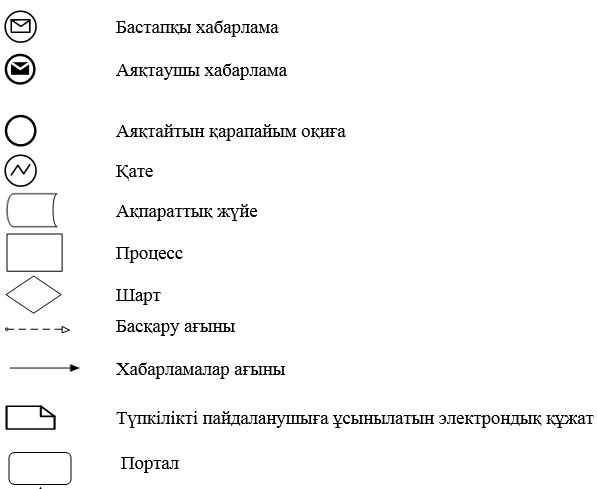 Бастапқы хабарлама
Аяқтаушы хабарлама
Аяқтайтын қарапайым оқиға
Қате
Ақпараттық жүйе
Процесс
Шарт
Басқару ағыны
Хабарламалар ағыны
Түпкілікті пайдаланушыға ұсынылатын электрондық құжат
Портал